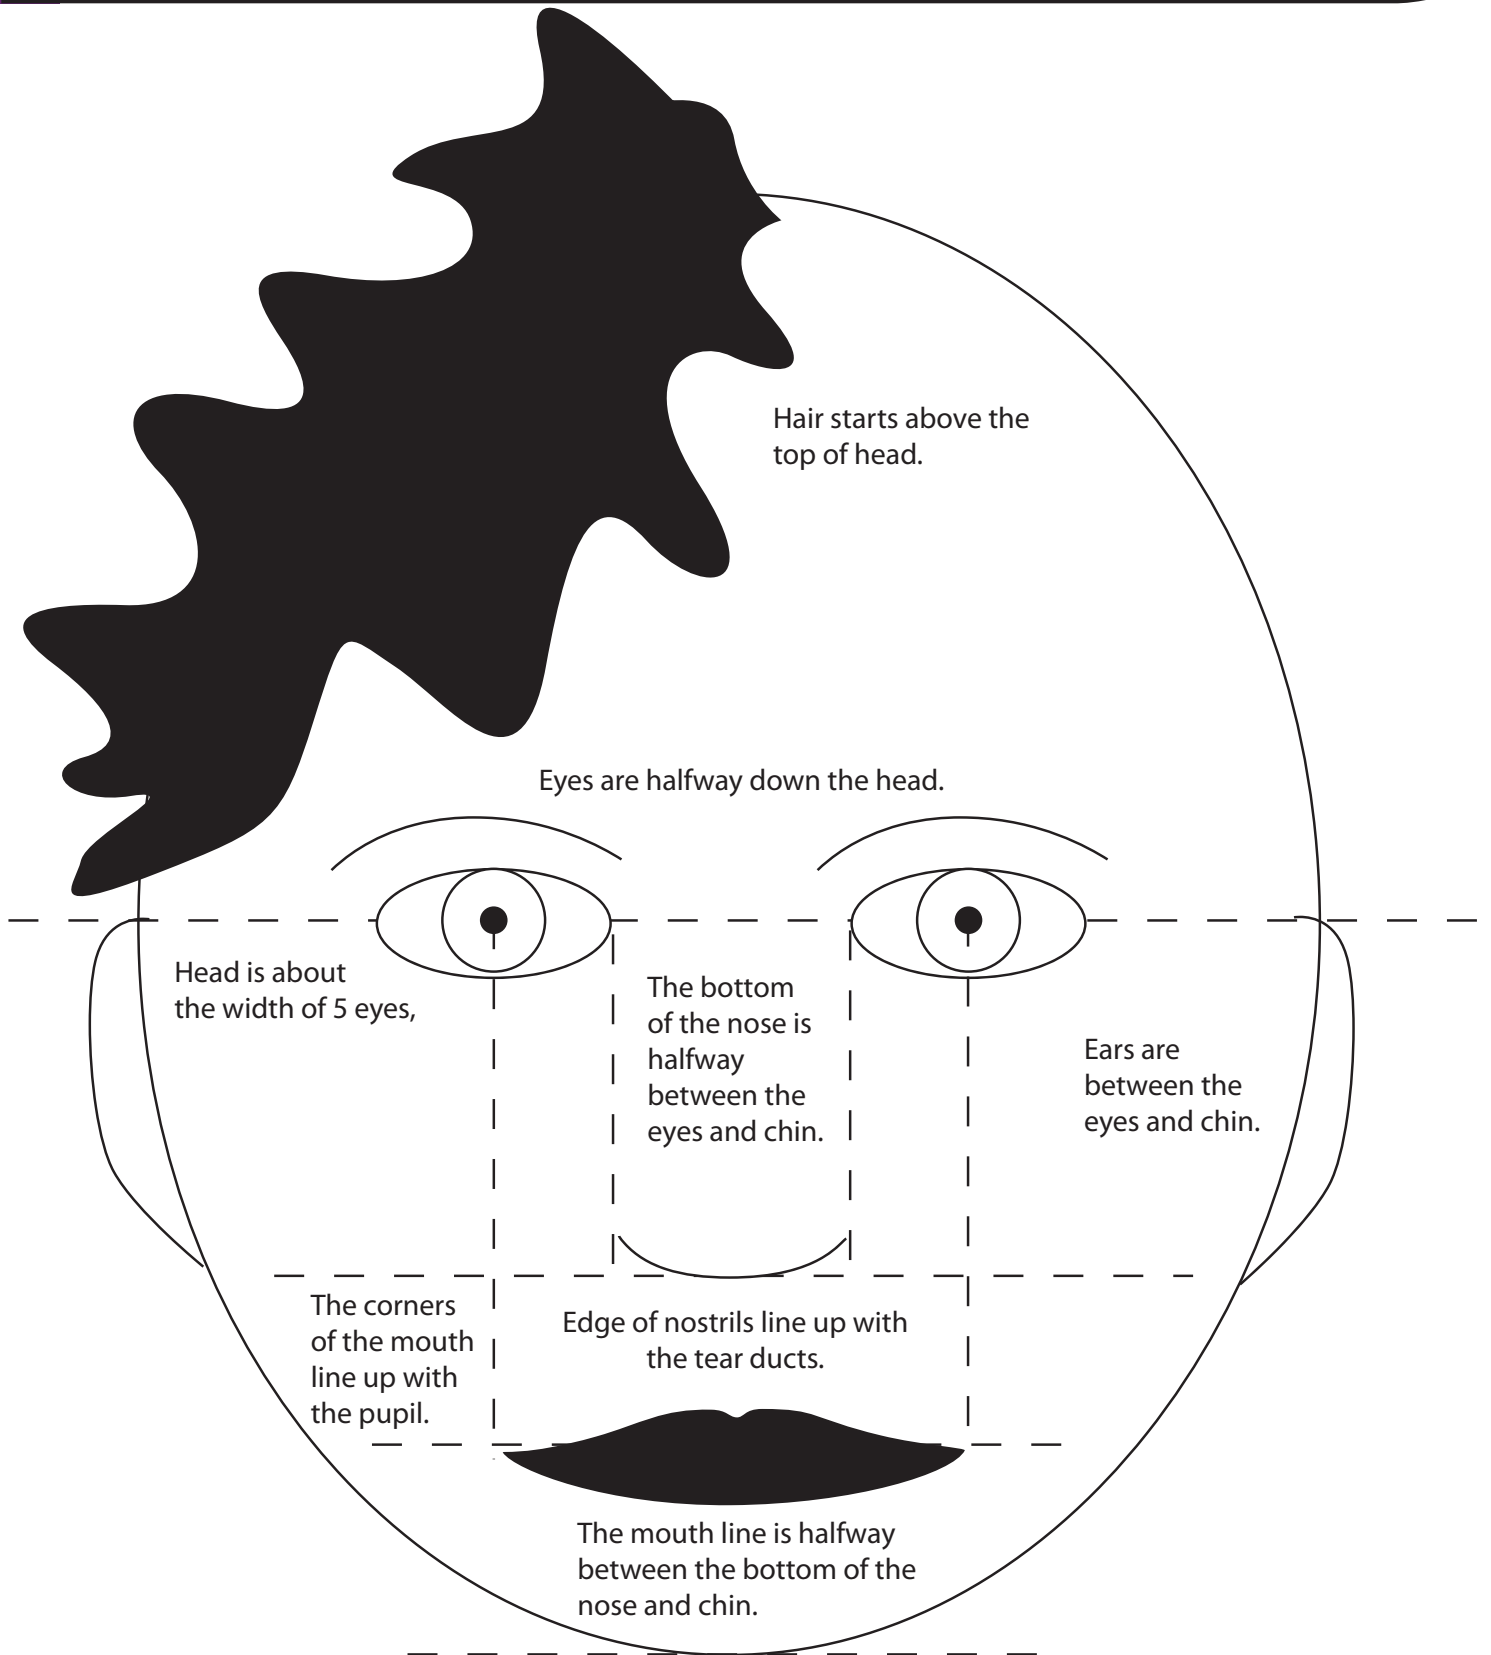 Hair starts above the
top of head.
Eyes are halfway down the head.
Head is about
the width of 5 eyes,
The bottom
of the nose is
halfway
between the
eyes and chin.
Ears are
between the
eyes and chin.
The corners
of the mouth
line up with
the pupil.
Edge of nostrils line up with
the tear ducts.
The mouth line is halfway
between the bottom of the
nose and chin.